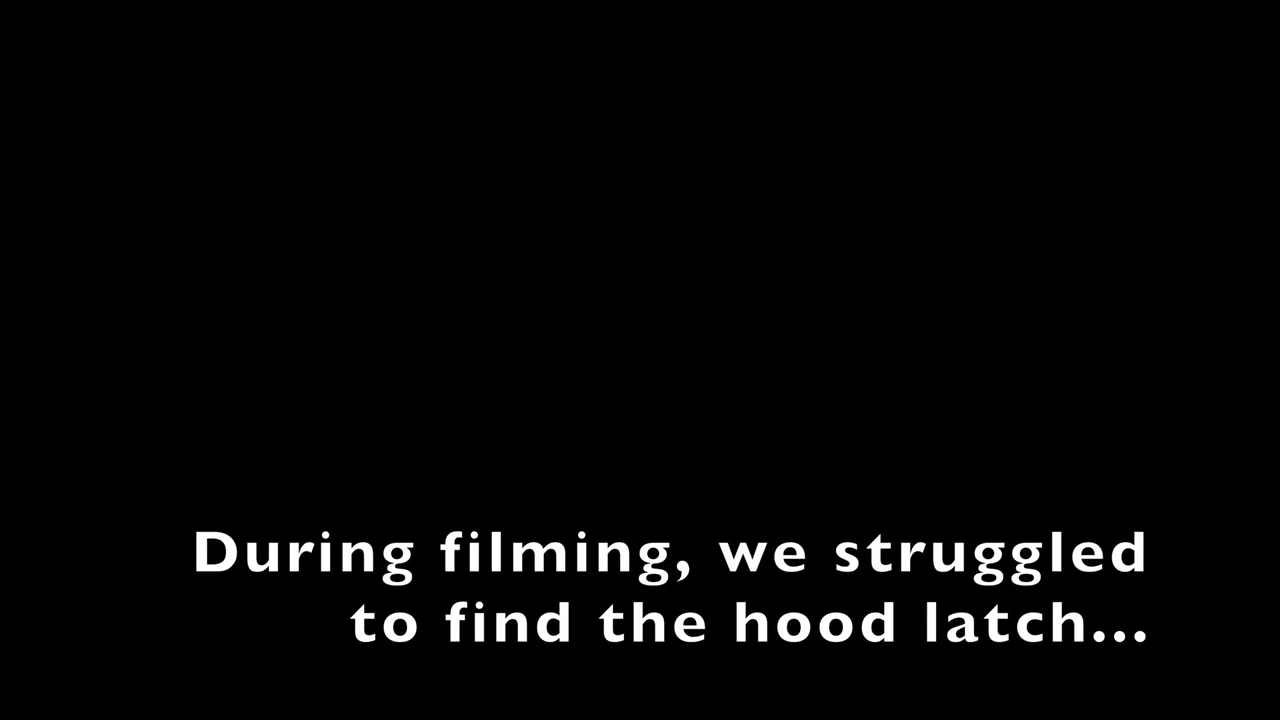 During filming, we struggled
to find the hood latch...